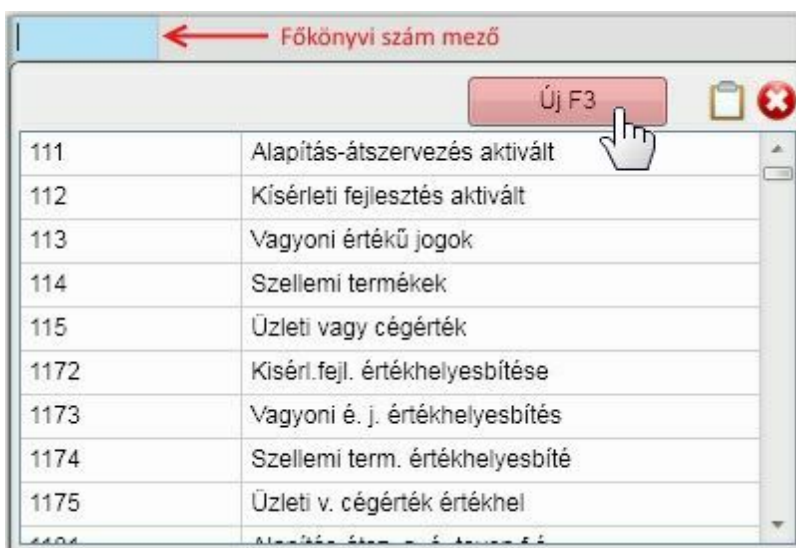 Főkönyvi szám mező
Új F3
111 Alapítás-átszervezés aktivált
112 Kísérleti fejlesztés aktivált
113 Vagyoni értékű jogok
114 Szellemi termékek
115 Üzleti vagy cégérték
1172 Kisérl.fejl. értékhelyesbítése
1173 Vagyoni é. j. értékhelyesbítés
1174 Szellemi term. értékhelyesbíté
1175 Üzleti v. cégérték értékhel